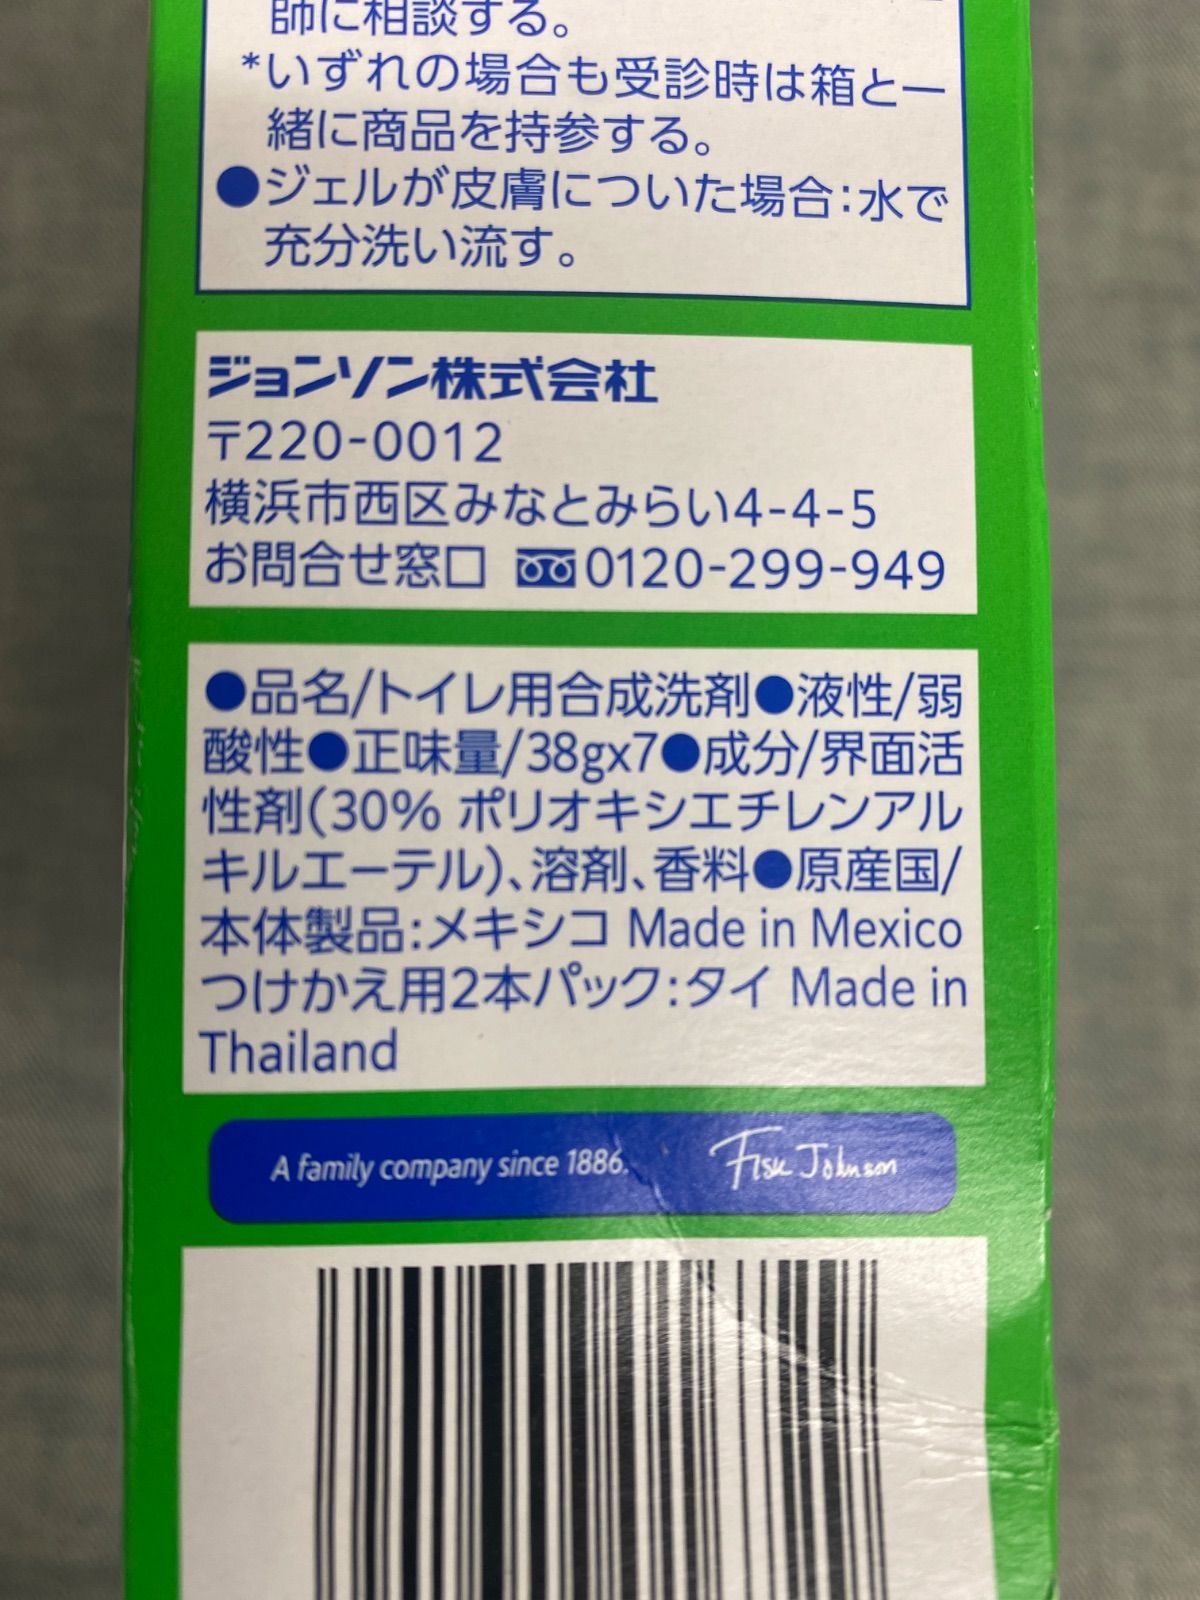 師に相談する。
*いずれの場合も受診時は箱と一
緒に商品を持参する。
●ジェルが皮膚についた場合:水で
充分洗い流す。
ジョンソン株式会社
〒220-0012
横浜市西区みなとみらい4-4-5
お問合せ窓口 0120-299-949
●品名/トイレ用合成洗剤●液性/弱
酸性●正味量/38gx7●成分/界面活
性剤(30% ポリオキシエチレンアル
キルエーテル)、溶剤、香料●原産国/
本体製品:メキシコ Made in Mexico
つけかえ用2本パック:タイ Made in
Thailand
A family company since 1886.
Fisk Johnson